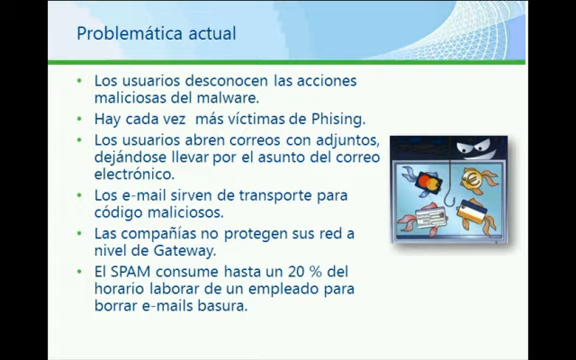 Problemática actual
Los usuarios desconocen las acciones
maliciosas del malware.
Hay cada vez más víctimas de Phising.
Los usuarios abren correos con adjuntos,
dejándose llevar por el asunto del correo
electrónico.
Los e-mail sirven de transporte para
código maliciosos.
Las compañías no protegen sus red a
nivel de Gateway.
El SPAM consume hasta un 20 % del
horario laborar de un empleado para
borrar e-mails basura.